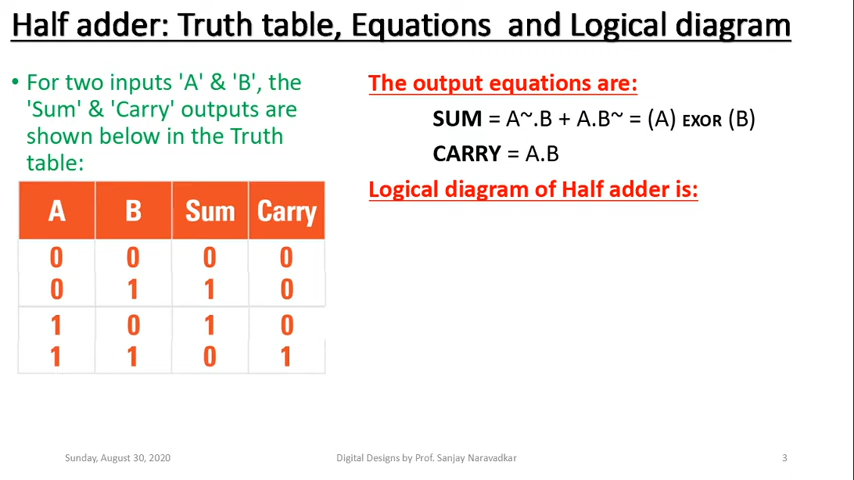 Half adder: Truth table, Equations and Logical diagram
• For two inputs 'A' & 'B', the
'Sum' & 'Carry' outputs are
shown below in the Truth
table:
A B Sum Carry
0 0 0 0
0 1 1 0
1 0 1 0
1 1 0 1
The output equations are:
SUM = A~.B + A.B~ = (A) EXOR (B)
CARRY = A.B
Logical diagram of Half adder is:
Sunday, August 30, 2020
Digital Designs by Prof. Sanjay Naravadkar
3